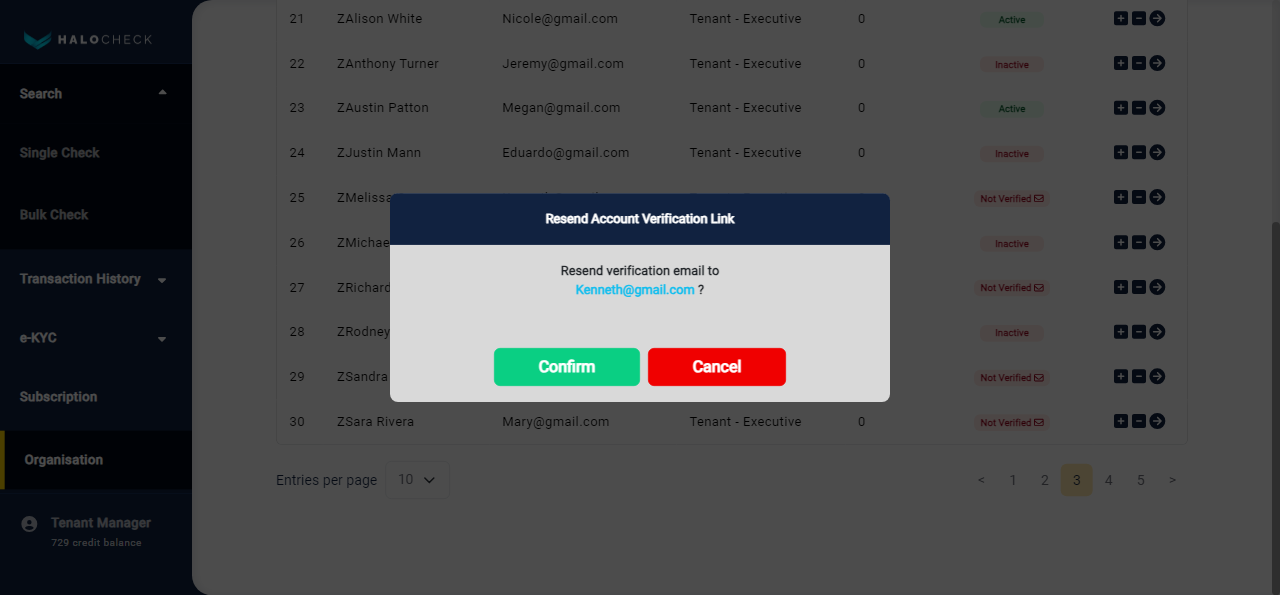 HALOCHECK
Search
Single Check
Bulk Check
Transaction History
e-KYC
Subscription
Organisation
Tenant Manager
729 credit balance
21 ZAlison White Nicole@gmail.com Tenant - Executive 0 Active
22 ZAnthony Turner Jeremy@gmail.com Tenant - Executive 0 Inactive
23 ZAustin Patton Megan@gmail.com Tenant - Executive 0 Active
24 ZJustin Mann Eduardo@gmail.com Tenant - Executive 0 Inactive
25 ZMelissa Not Verified
26 ZMichae Inactive
27 ZRichard Not Verified
28 ZRodney Inactive
29 ZSandra Not Verified
30 ZSara Rivera Mary@gmail.com Tenant - Executive 0 Not Verified
Resend Account Verification Link
Resend verification email to
Kenneth@gmail.com ?
Confirm Cancel
Entries per page 10 < 1 2 3 4 5 >